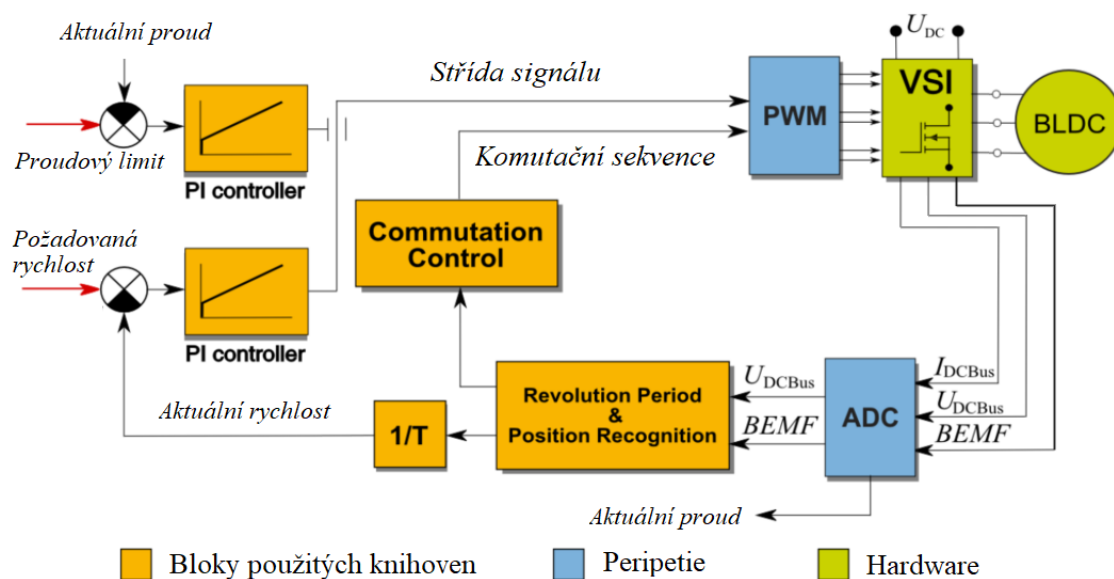 Aktuální proud
Proudový limit
PI controller
Střída signálu
Komutační sekvence
PWM
U_DC
VSI
BLDC
Požadovaná
rychlost
PI controller
Commutation
Control
Aktuální rychlost
1/T
Revolution Period
&
Position Recognition
U_DCBus
BEMF
ADC
I_DCBus
U_DCBus
BEMF
Aktuální proud
Bloky použitých knihoven
Peripetie
Hardware